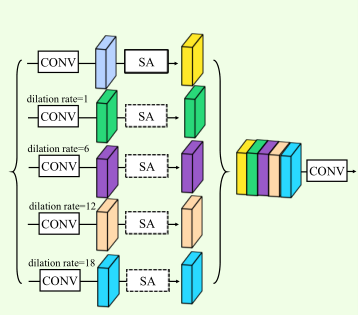 CONV SA
dilation rate=1
CONV SA
dilation rate=6
CONV SA
CONV
dilation rate=12
CONV SA
dilation rate=18
CONV SA